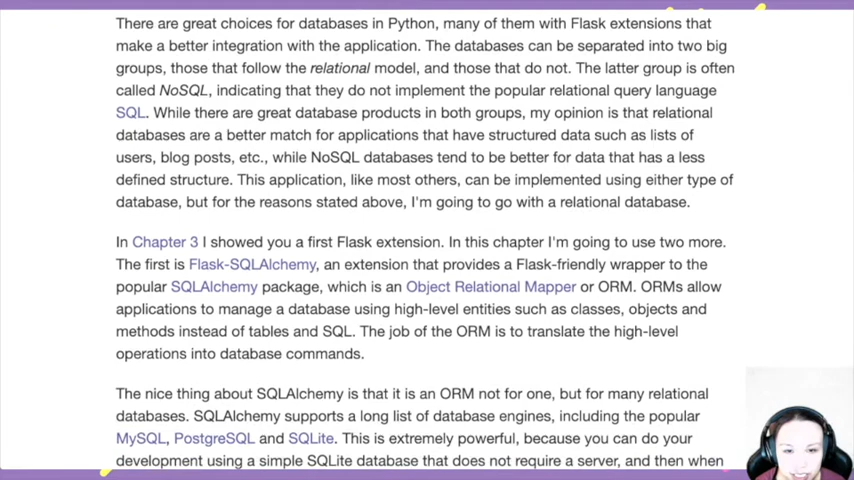 There are great choices for databases in Python, many of them with Flask extensions that
make a better integration with the application. The databases can be separated into two big
groups, those that follow the relational model, and those that do not. The latter group is often
called NoSQL, indicating that they do not implement the popular relational query language
SQL. While there are great database products in both groups, my opinion is that relational
databases are a better match for applications that have structured data such as lists of
users, blog posts, etc., while NoSQL databases tend to be better for data that has a less
defined structure. This application, like most others, can be implemented using either type of
database, but for the reasons stated above, I'm going to go with a relational database.
In Chapter 3 I showed you a first Flask extension. In this chapter I'm going to use two more.
The first is Flask-SQLAlchemy, an extension that provides a Flask-friendly wrapper to the
popular SQLAlchemy package, which is an Object Relational Mapper or ORM. ORMs allow
applications to manage a database using high-level entities such as classes, objects and
methods instead of tables and SQL. The job of the ORM is to translate the high-level
operations into database commands.
The nice thing about SQLAlchemy is that it is an ORM not for one, but for many relational
databases. SQLAlchemy supports a long list of database engines, including the popular
MySQL, PostgreSQL and SQLite. This is extremely powerful, because you can do your
development using a simple SQLite database that does not require a server, and then when